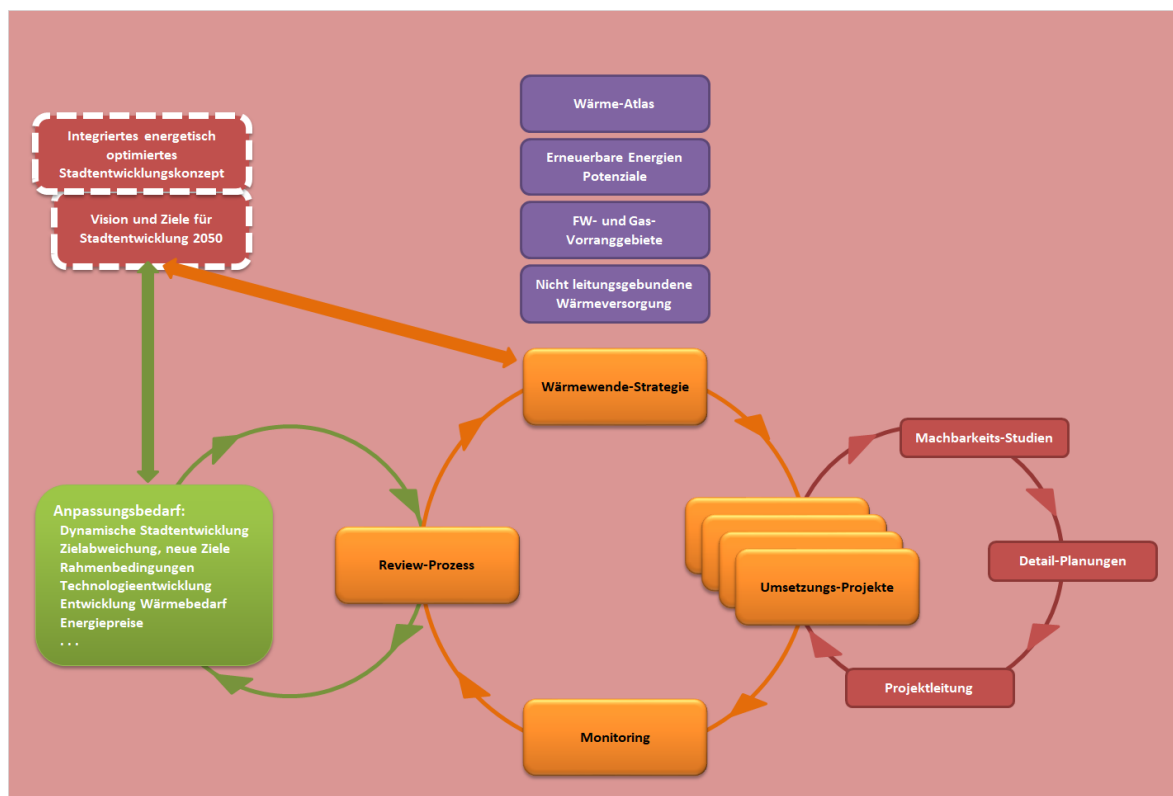 Wärme-Atlas
Integriertes energetisch
optimiertes
Stadtentwicklungskonzept
Erneuerbare Energien
Potenziale
Vision und Ziele für
Stadtentwicklung 2050
FW- und Gas-
Vorranggebiete
Nicht leitungsgebundene
Wärmeversorgung
Wärmewende-Strategie
Machbarkeits-Studien
Anpassungsbedarf:
Dynamische Stadtentwicklung
Zielabweichung, neue Ziele
Rahmenbedingungen
Technologieentwicklung
Entwicklung Wärmebedarf
Energiepreise
. . .
Review-Prozess
Umsetzungs-Projekte
Detail-Planungen
Projektleitung
Monitoring